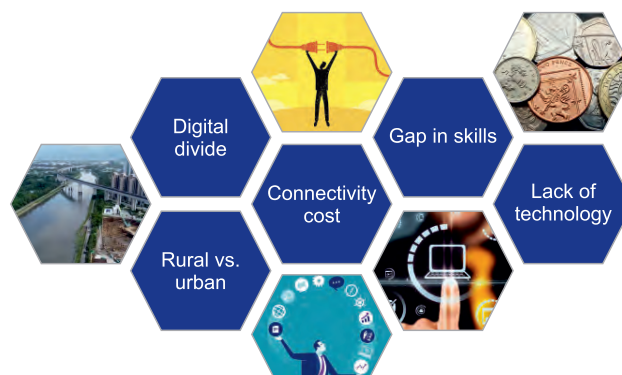 Digital
divide
Gap in skills
Connectivity
cost
Lack of
technology
Rural vs.
urban